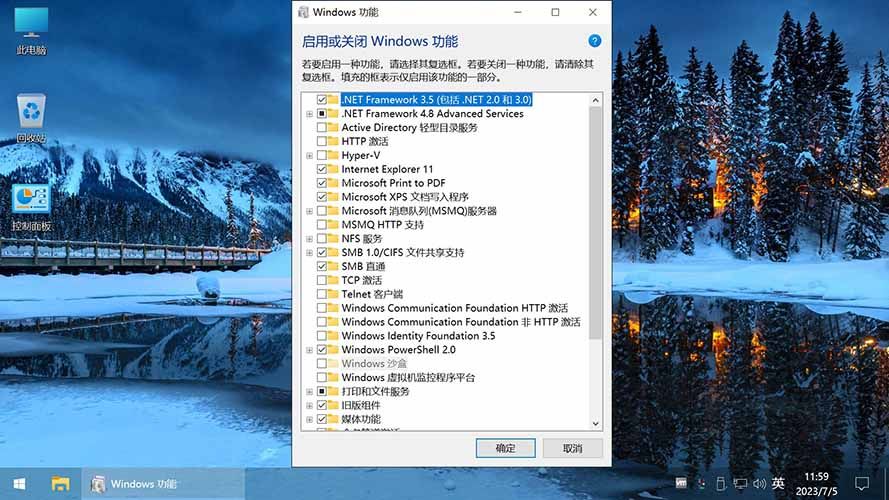 此电脑
回收站
控制面板
Windows 功能
启用或关闭 Windows 功能
若要启用一种功能，请选择其复选框。若要关闭一种功能，请清除其
复选框。填充的框表示仅启用该功能的一部分。
.NET Framework 3.5 (包括 .NET 2.0 和 3.0)
.NET Framework 4.8 Advanced Services
Active Directory 轻型目录服务
HTTP 激活
Hyper-V
Internet Explorer 11
Microsoft Print to PDF
Microsoft XPS 文档写入程序
Microsoft 消息队列(MSMQ)服务器
MSMQ HTTP 支持
NFS 服务
SMB 1.0/CIFS 文件共享支持
SMB 直通
TCP 激活
Telnet 客户端
Windows Communication Foundation HTTP 激活
Windows Communication Foundation 非 HTTP 激活
Windows Identity Foundation 3.5
Windows PowerShell 2.0
Windows 沙盒
Windows 虚拟机监控程序平台
打印和文件服务
旧版组件
媒体功能
确定
取消
Windows 功能
英
11:59
2023/7/5